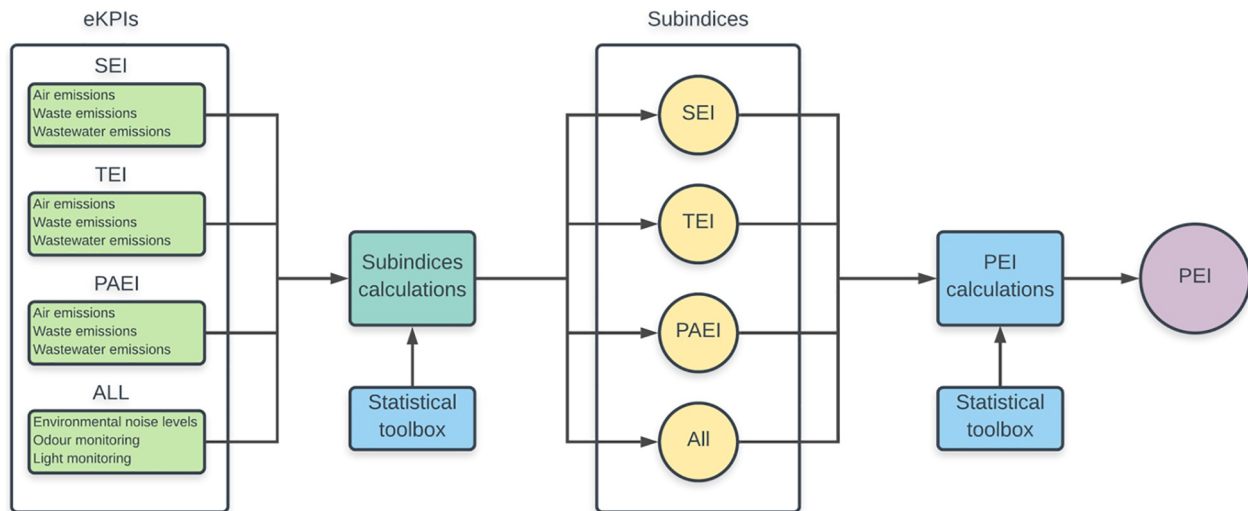 eKPIs
SEI
Air emissions
Waste emissions
Wastewater emissions
TEI
Air emissions
Waste emissions
Wastewater emissions
PAEI
Air emissions
Waste emissions
Wastewater emissions
ALL
Environmental noise levels
Odour monitoring
Light monitoring
Subindices
calculations
Statistical
toolbox
Subindices
SEI
TEI
PAEI
All
PEI
calculations
Statistical
toolbox
PEI